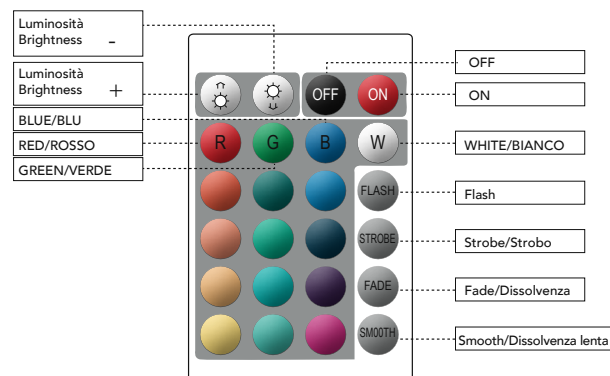 Luminosità
Brightness -
Luminosità
Brightness +
BLUE/BLU
RED/ROSSO
GREEN/VERDE
OFF
ON
R
G
B
W
FLASH
STROBE
FADE
SMOOTH
OFF
ON
WHITE/BIANCO
Flash
Strobe/Strobo
Fade/Dissolvenza
Smooth/Dissolvenza lenta